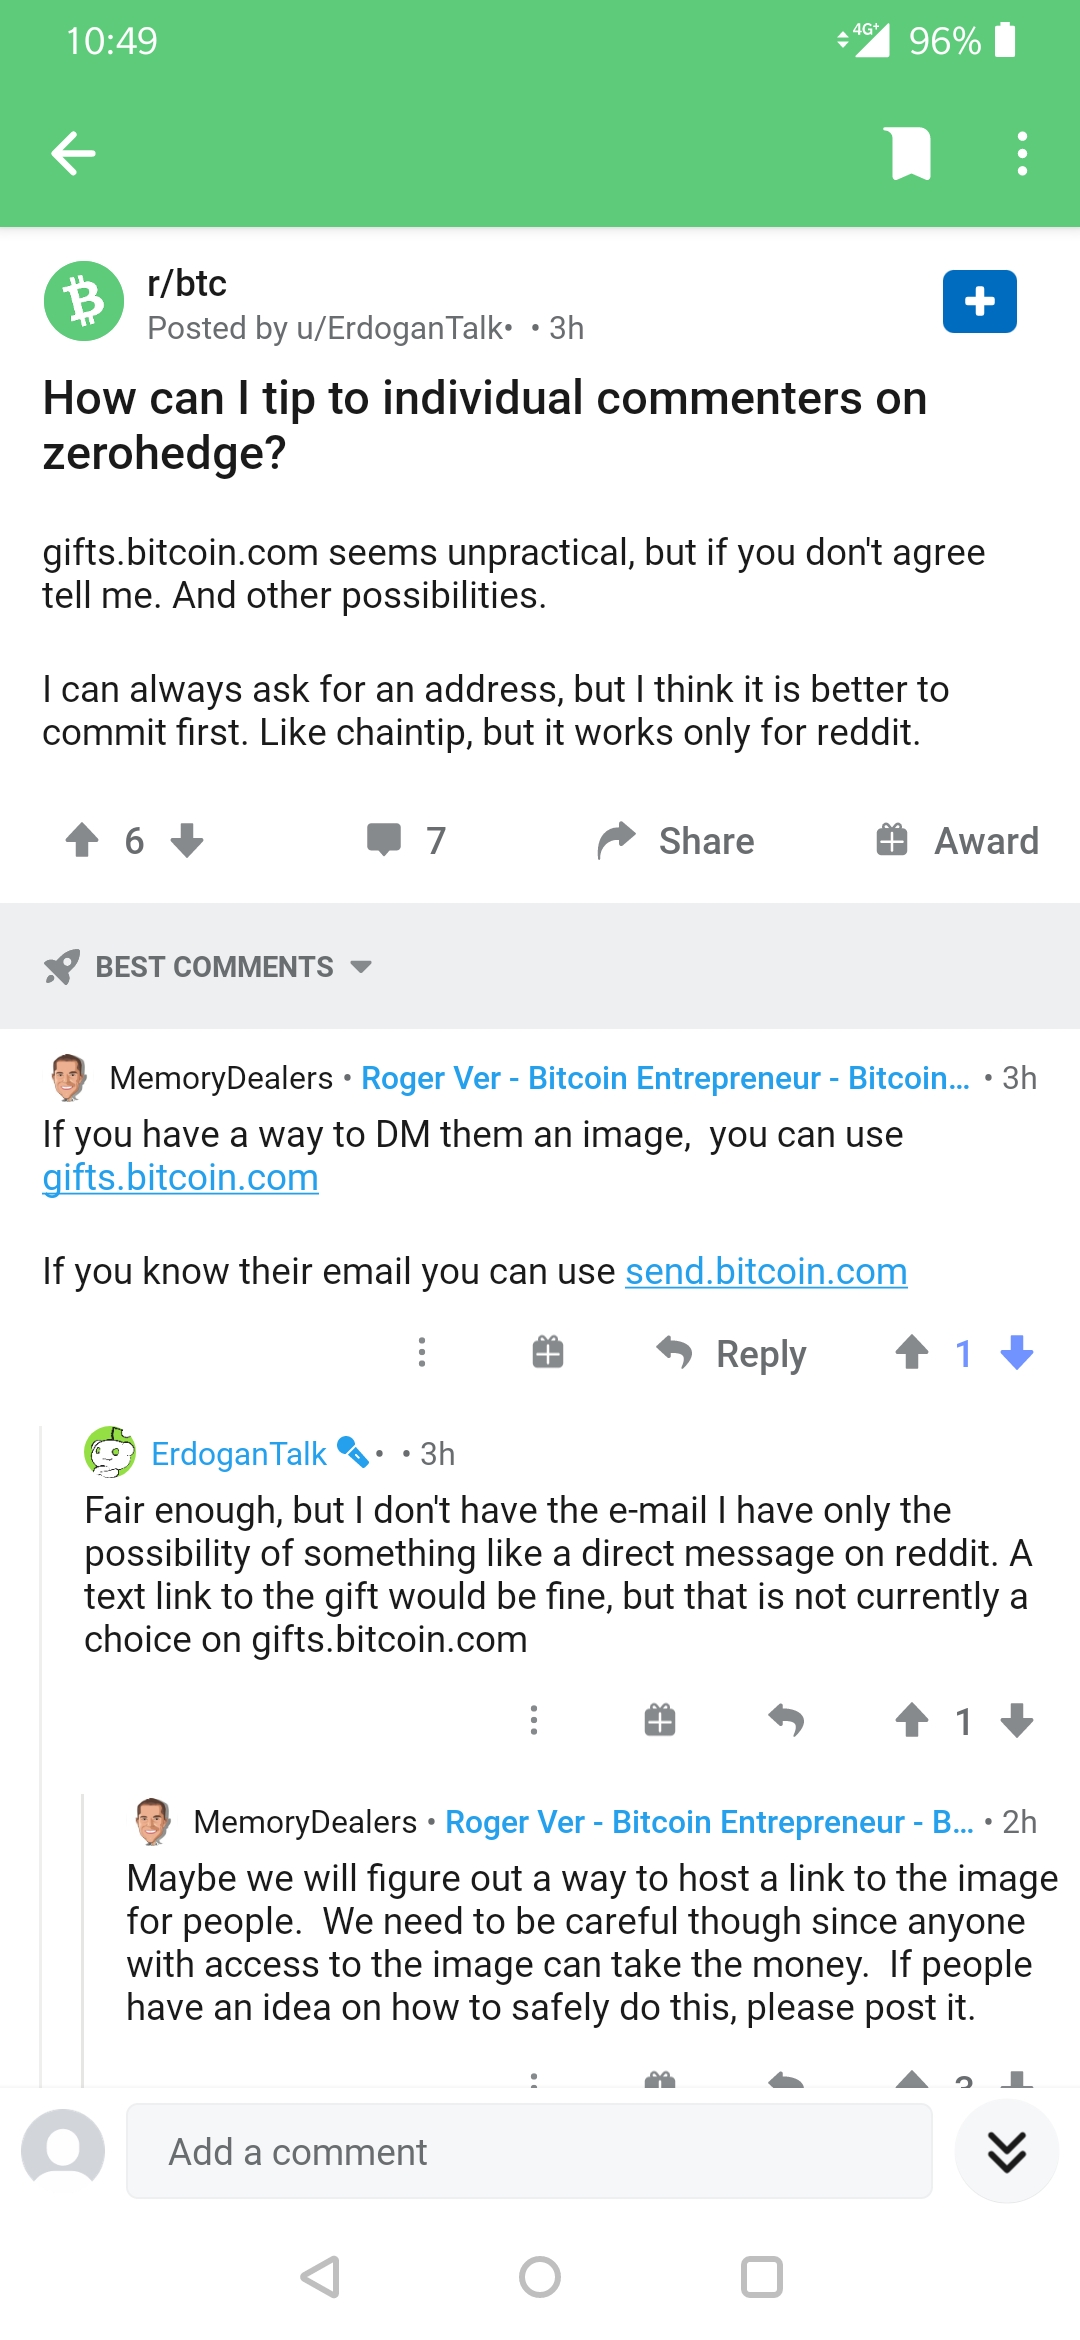 10:49
4G+ 96%
r/btc
Posted by u/ErdoganTalk• • 3h
How can I tip to individual commenters on
zerohedge?
gifts.bitcoin.com seems unpractical, but if you don't agree
tell me. And other possibilities.
I can always ask for an address, but I think it is better to
commit first. Like chaintip, but it works only for reddit.
6 7 Share Award
BEST COMMENTS
MemoryDealers • Roger Ver - Bitcoin Entrepreneur - Bitcoin... • 3h
If you have a way to DM them an image,  you can use
gifts.bitcoin.com
If you know their email you can use send.bitcoin.com
Reply 1
ErdoganTalk • • 3h
Fair enough, but I don't have the e-mail I have only the
possibility of something like a direct message on reddit. A
text link to the gift would be fine, but that is not currently a
choice on gifts.bitcoin.com
1
MemoryDealers • Roger Ver - Bitcoin Entrepreneur - B... • 2h
Maybe we will figure out a way to host a link to the image
for people.  We need to be careful though since anyone
with access to the image can take the money.  If people
have an idea on how to safely do this, please post it.
Add a comment